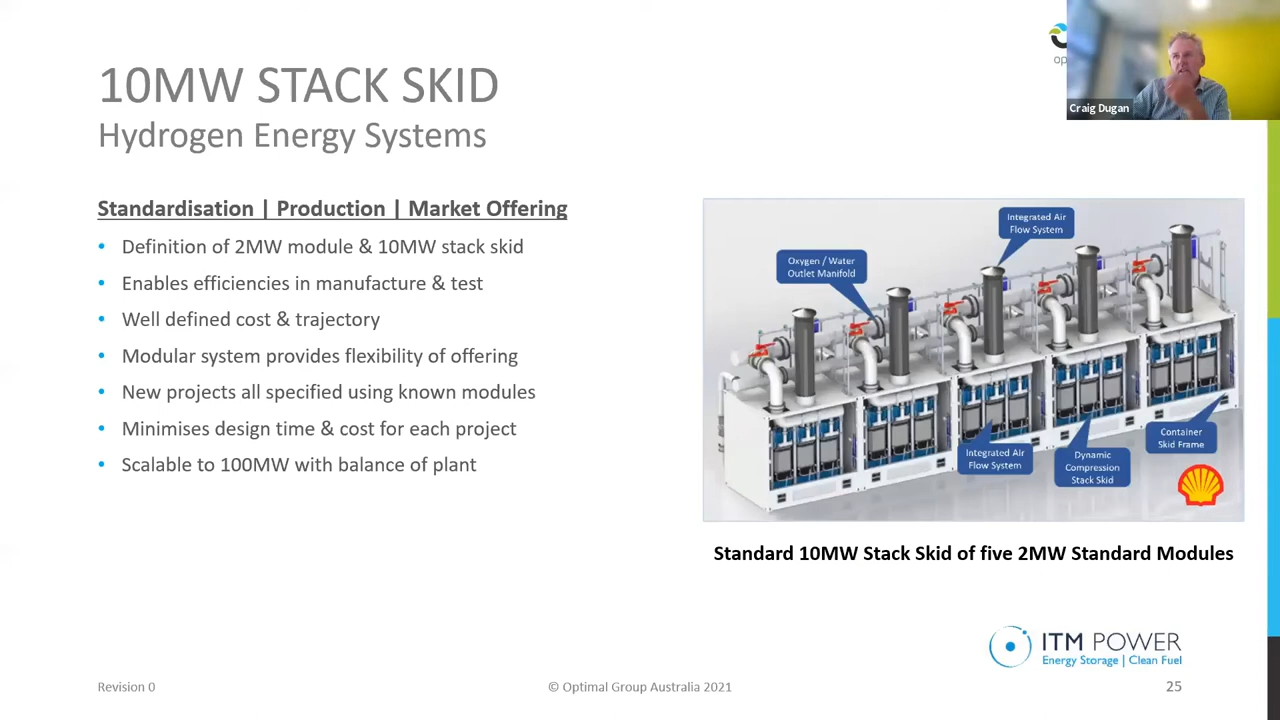 10MW STACK SKID
Hydrogen Energy Systems
op
Craig Dugan
Standardisation | Production | Market Offering
• Definition of 2MW module & 10MW stack skid
• Enables efficiencies in manufacture & test
• Well defined cost & trajectory
• Modular system provides flexibility of offering
• New projects all specified using known modules
• Minimises design time & cost for each project
• Scalable to 100MW with balance of plant
Integrated Air
Flow System
Oxygen / Water
Outlet Manifold
Integrated Air
Flow System
Dynamic
Compression
Stack Skid
Container
Skid Frame
Standard 10MW Stack Skid of five 2MW Standard Modules
ITM POWER
Energy Storage | Clean Fuel
Revision 0
© Optimal Group Australia 2021
25